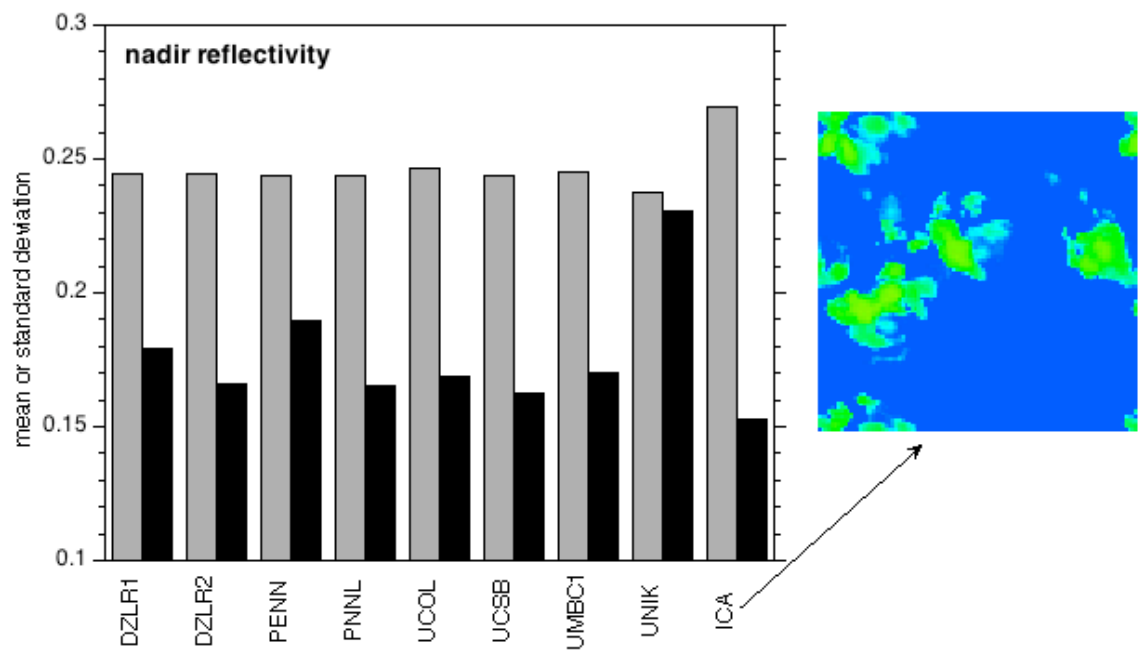 nadir reflectivity
mean or standard deviation
0.3
0.25
0.2
0.15
0.1
DZLR1
DZLR2
PENN
PNNL
UCOL
UCSB
UMBC1
UNIK
ICA